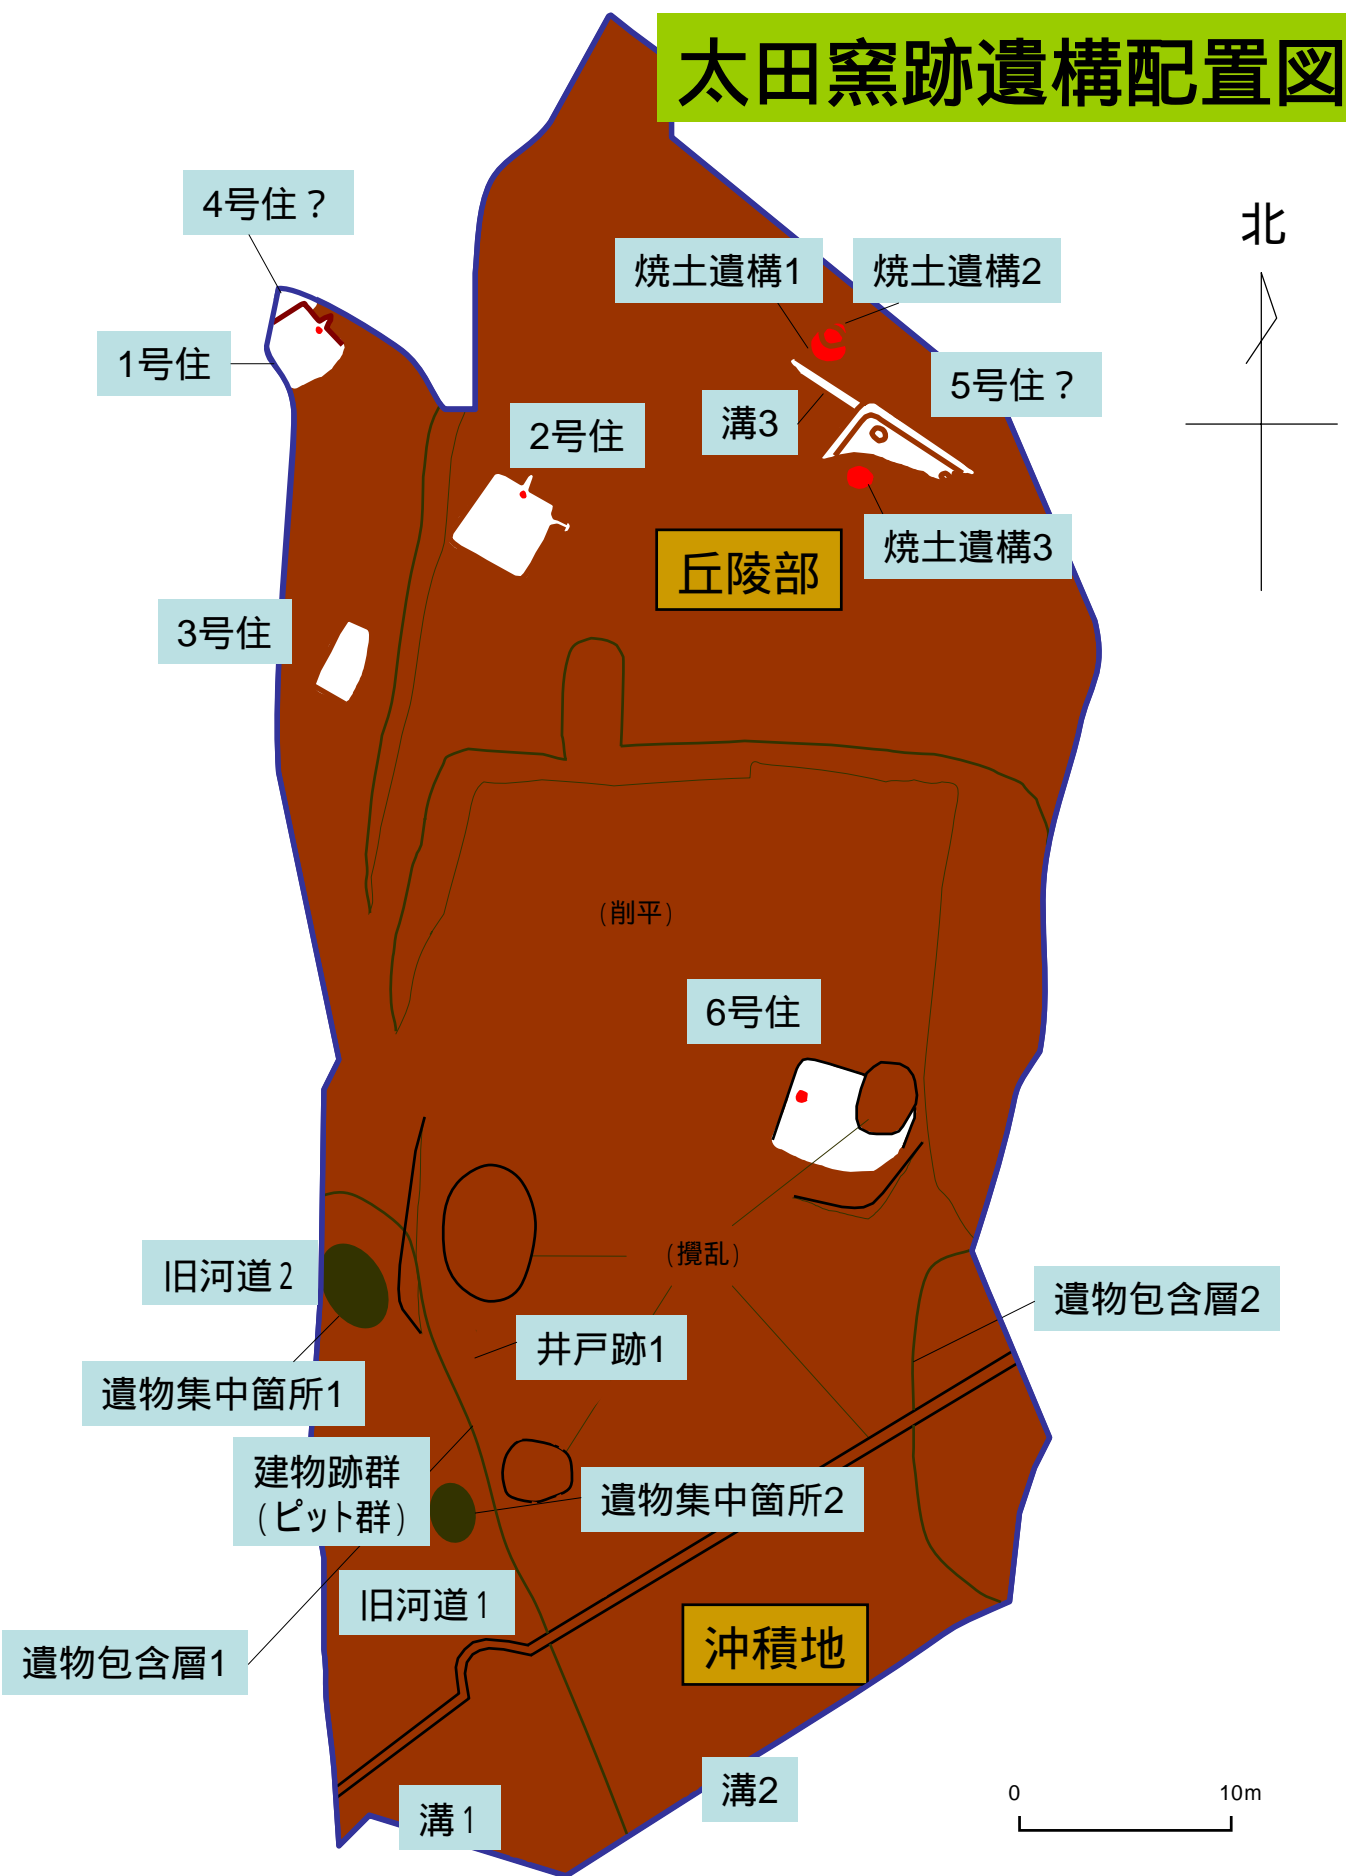 太田窯跡遺構配置図
4号住？
北
焼土遺構1
焼土遺構2
1号住
5号住？
溝3
2号住
焼土遺構3
丘陵部
3号住
(削平)
6号住
(攪乱)
旧河道2
遺物包含層2
井戸跡1
遺物集中箇所1
建物跡群
(ピット群)
遺物集中箇所2
旧河道1
沖積地
遺物包含層1
溝2
溝1
0
10m